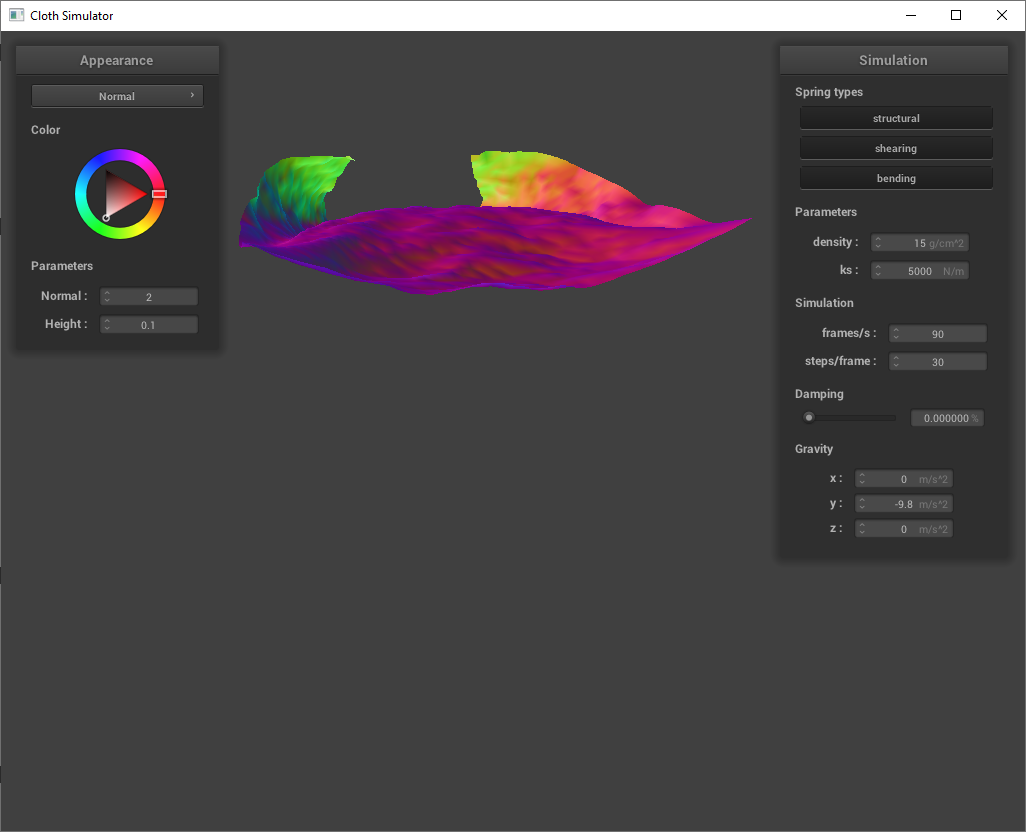 Cloth Simulator
Appearance
Normal
Color
Parameters
Normal : 2
Height : 0.1
Simulation
Spring types
structural
shearing
bending
Parameters
density : 15 g/cm^2
ks : 5000 N/m
Simulation
frames/s : 90
steps/frame : 30
Damping
0.000000 %
Gravity
x : 0 m/s^2
y : -9.8 m/s^2
z : 0 m/s^2